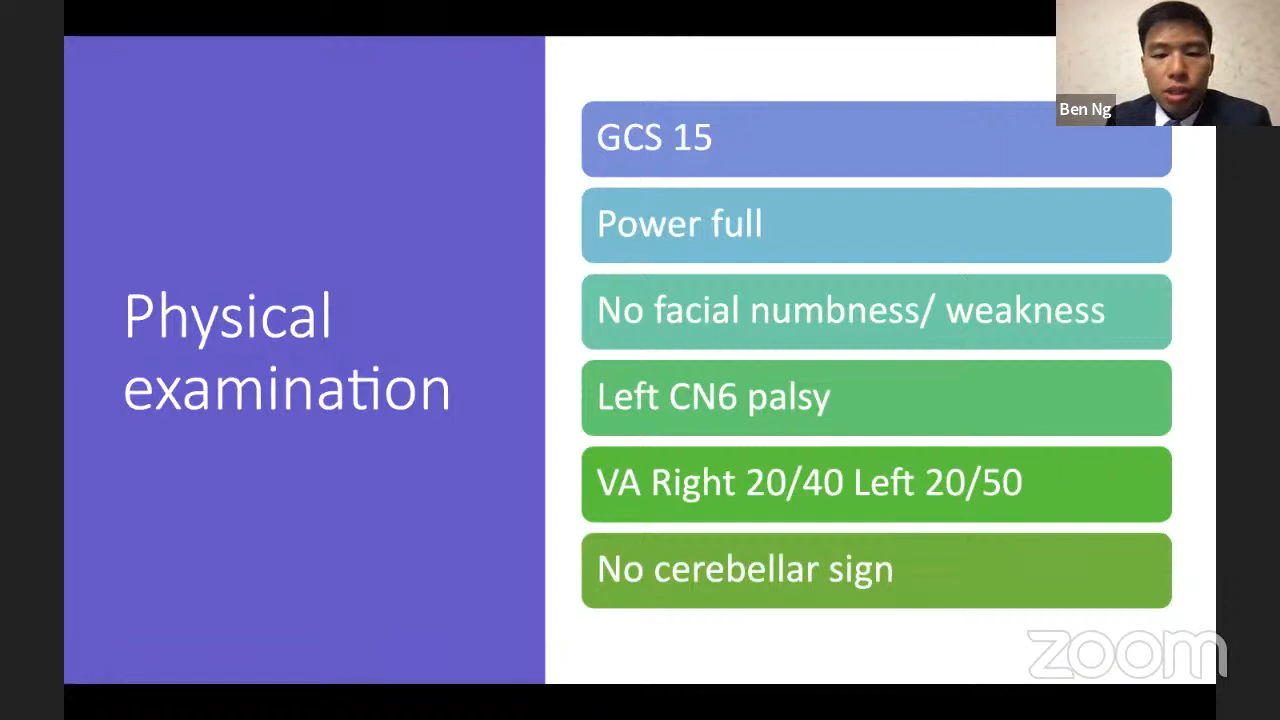 Ben Ng
Physical
examination
GCS 15
Power full
No facial numbness/ weakness
Left CN6 palsy
VA Right 20/40 Left 20/50
No cerebellar sign
zoom